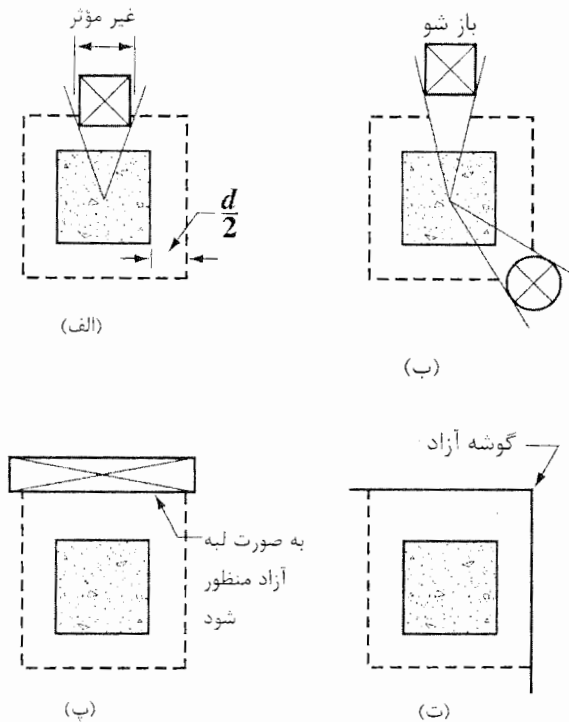 غیر مؤثر
باز شو
d/2
(الف)
(ب)
گوشه آزاد
به صورت لبه
آزاد منظور
شود
(پ)
(ت)